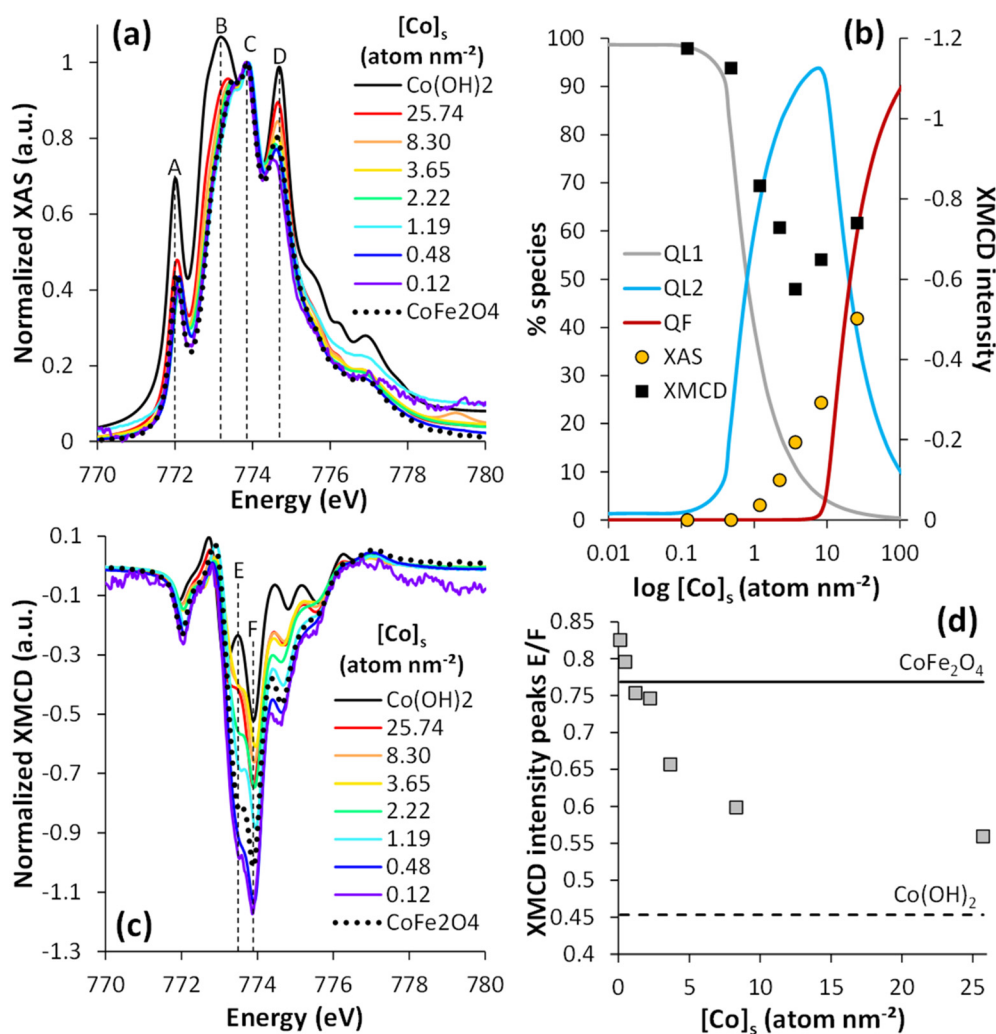 (a)
A
B
C
D
[Co]s
(atom nm⁻²)
Co(OH)2
25.74
8.30
3.65
2.22
1.19
0.48
0.12
CoFe2O4
Normalized XAS (a.u.)
1
0.8
0.6
0.4
0.2
0
770
772
774
776
778
780
Energy (eV)
(b)
% species
100
90
80
70
60
50
40
30
20
10
0
QL1
QL2
QF
XAS
XMCD
-1.2
-1
-0.8
-0.6
-0.4
-0.2
0
XMCD intensity
0.01
0.1
1
10
100
log [Co]s (atom nm⁻²)
(c)
Normalized XMCD (a.u.)
0.1
-0.1
-0.3
-0.5
-0.7
-0.9
-1.1
-1.3
E
F
[Co]s
(atom nm⁻²)
Co(OH)2
25.74
8.30
3.65
2.22
1.19
0.48
0.12
CoFe2O4
770
772
774
776
778
780
Energy (eV)
(d)
XMCD intensity peaks E/F
0.85
0.8
0.75
0.7
0.65
0.6
0.55
0.5
0.45
0.4
CoFe₂O₄
Co(OH)₂
0
5
10
15
20
25
[Co]s (atom nm⁻²)